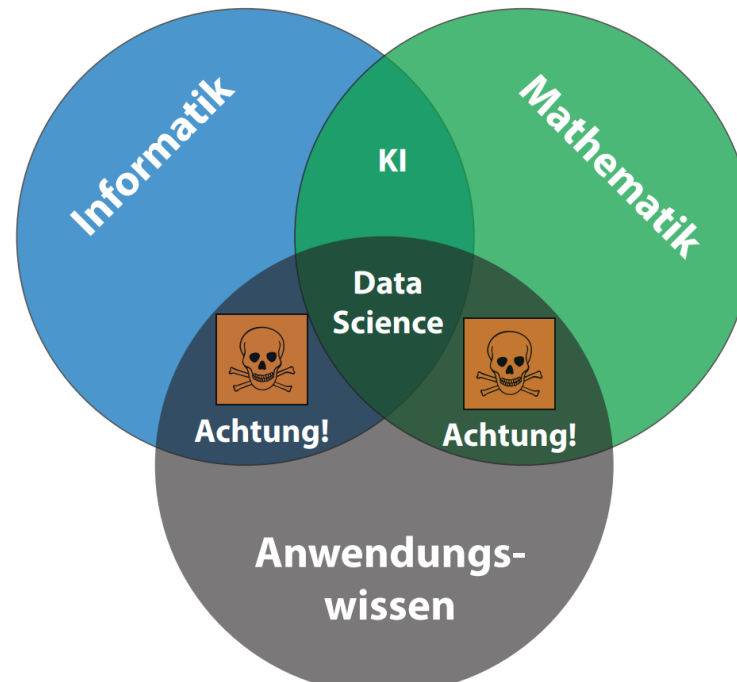 Informatik
Mathematik
KI
Data
Science
Achtung!
Achtung!
Anwendungs-
wissen